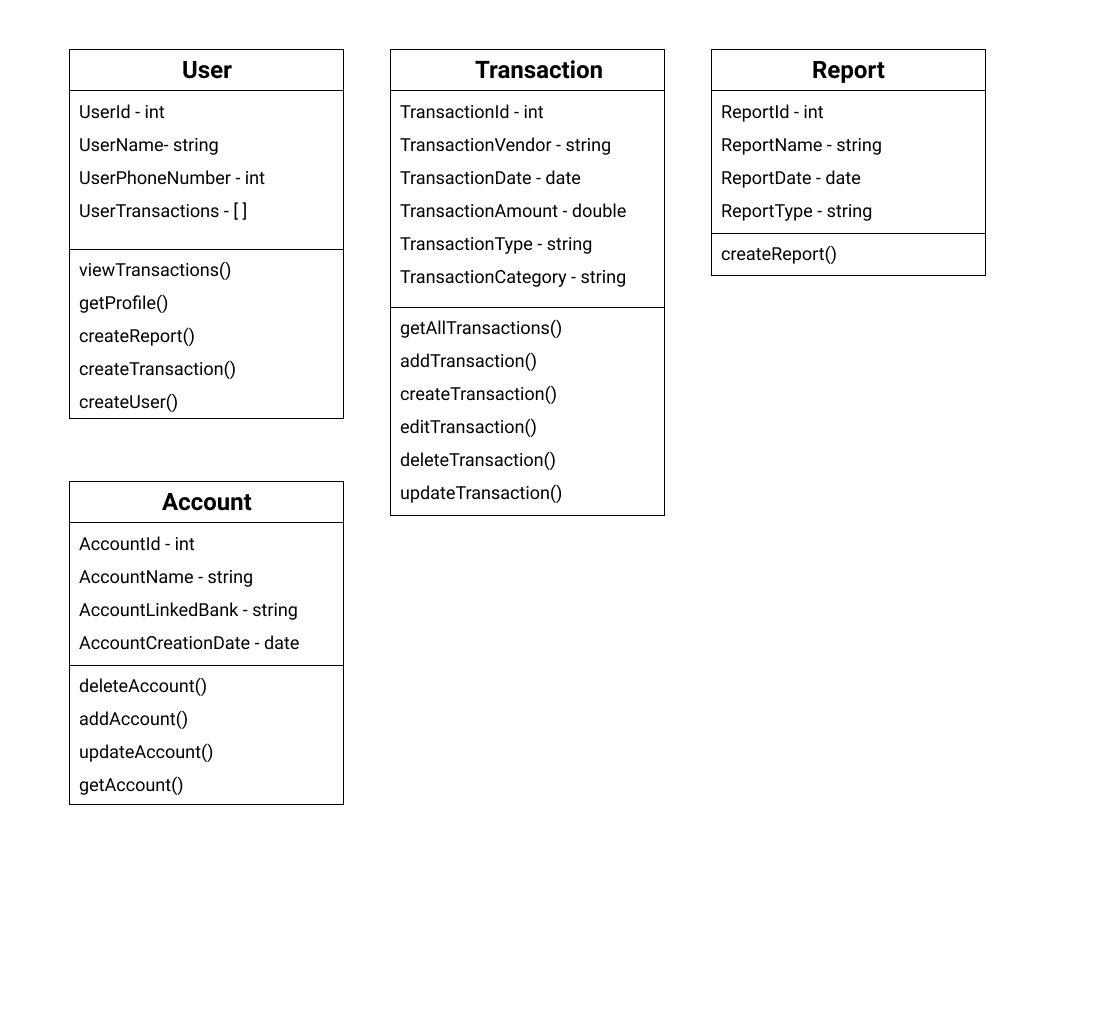 User
UserId - int
UserName- string
UserPhoneNumber - int
UserTransactions - [ ]
viewTransactions()
getProfile()
createReport()
createTransaction()
createUser()
Transaction
TransactionId - int
TransactionVendor - string
TransactionDate - date
TransactionAmount - double
TransactionType - string
TransactionCategory - string
getAllTransactions()
addTransaction()
createTransaction()
editTransaction()
deleteTransaction()
updateTransaction()
Report
ReportId - int
ReportName - string
ReportDate - date
ReportType - string
createReport()
Account
AccountId - int
AccountName - string
AccountLinkedBank - string
AccountCreationDate - date
deleteAccount()
addAccount()
updateAccount()
getAccount()